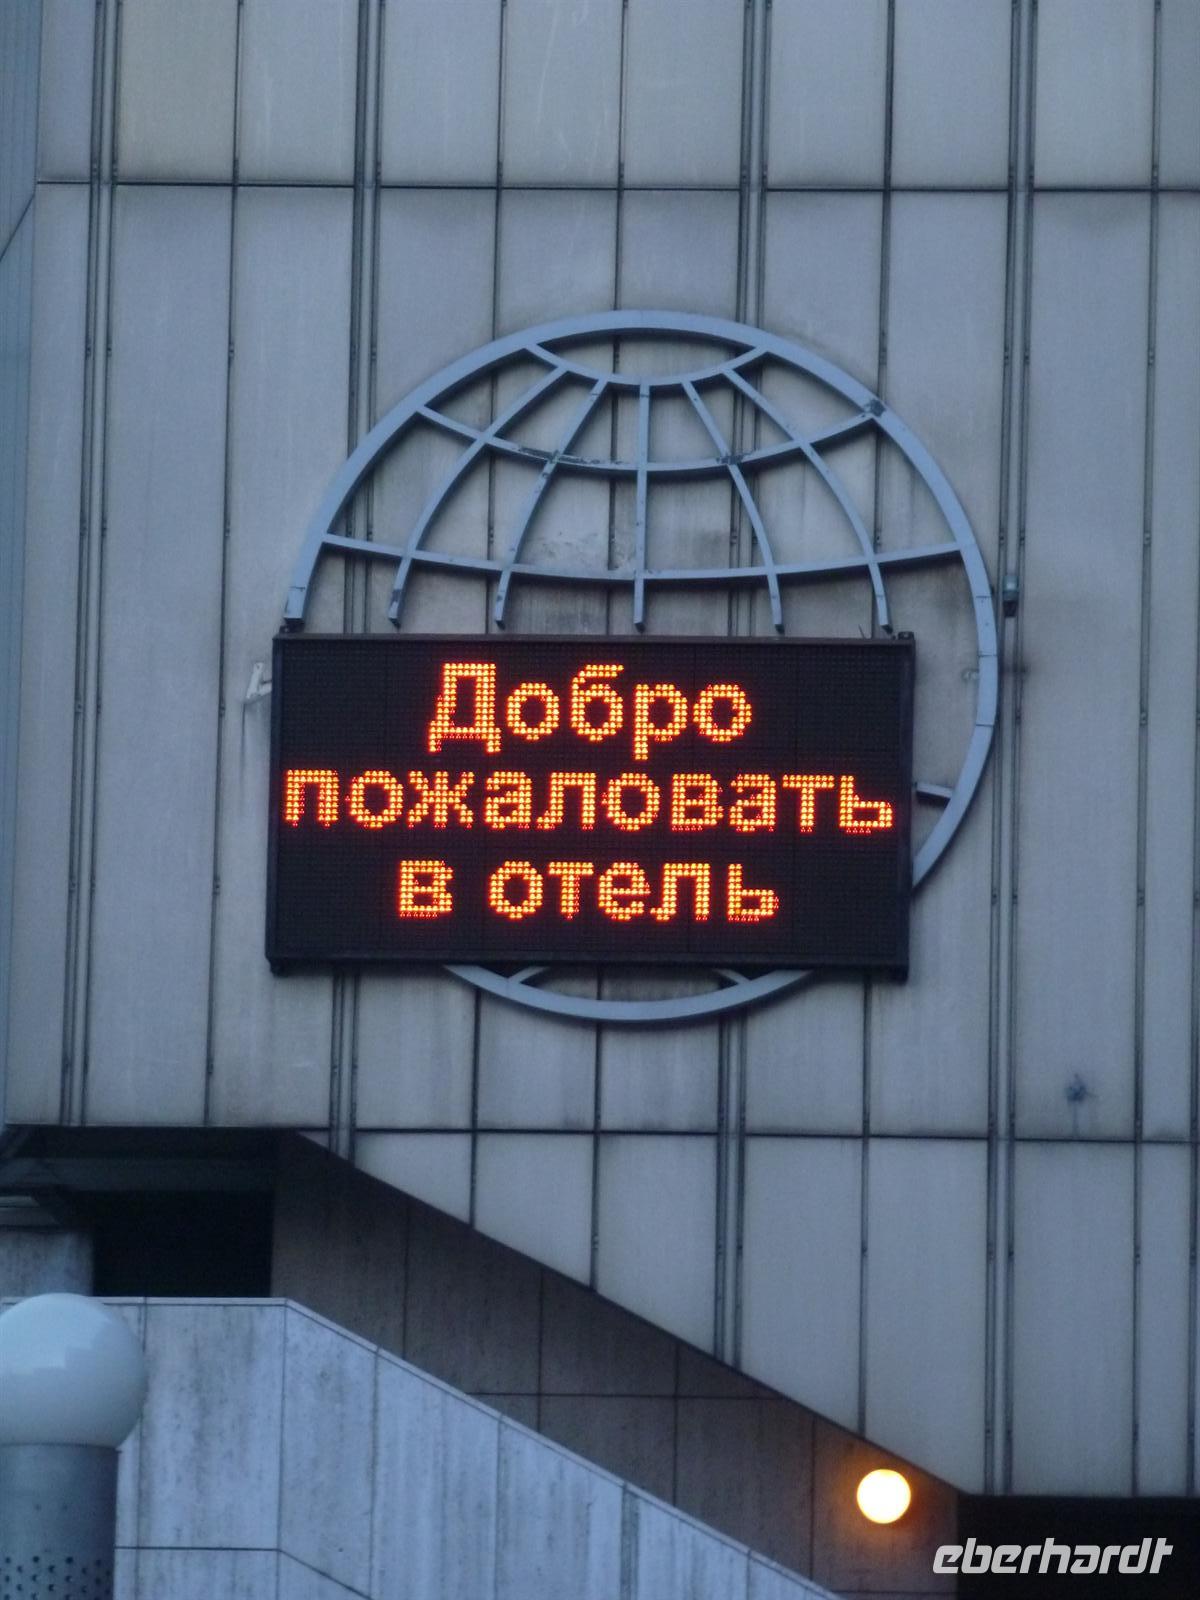 Добро
пожаловать
в отель
eberhardt